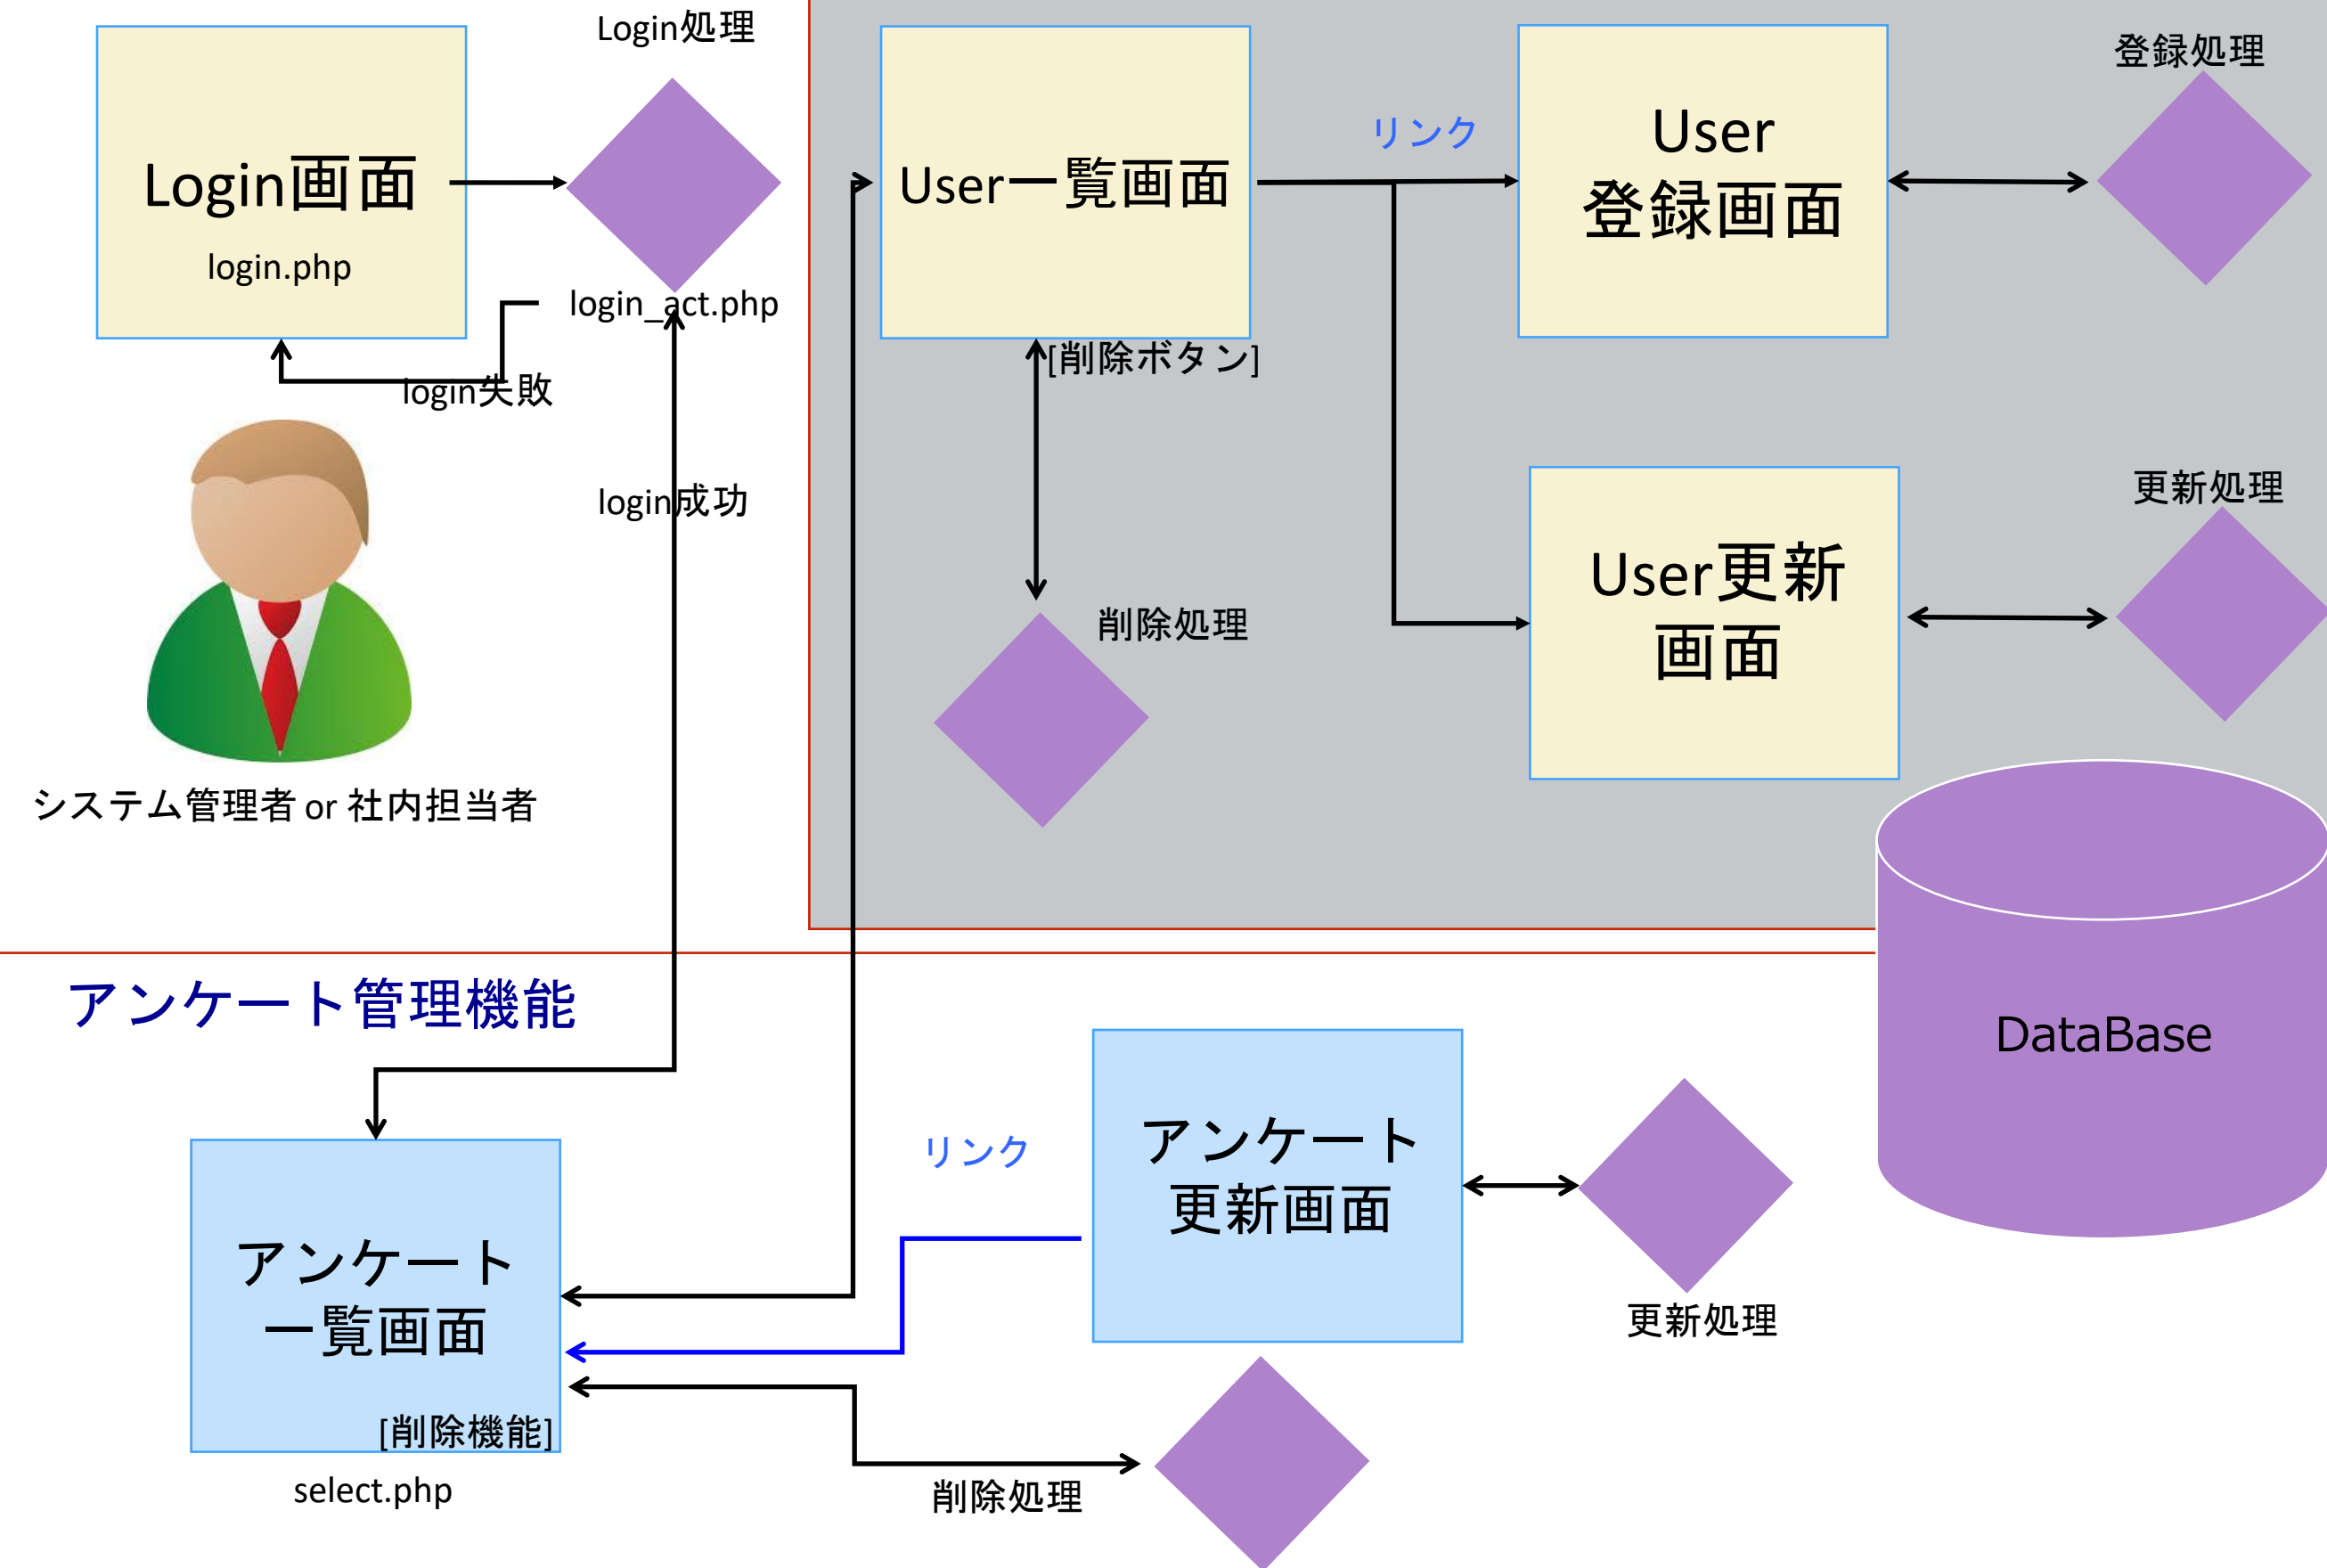 Login処理
Login画面
login.php
login_act.php
login失敗
login成功
システム管理者 or 社内担当者
User一覧画面
[削除ボタン]
削除処理
リンク
User
登録画面
登録処理
User更新
画面
更新処理
DataBase
アンケート管理機能
アンケート
一覧画面
[削除機能]
select.php
リンク
アンケート
更新画面
更新処理
削除処理